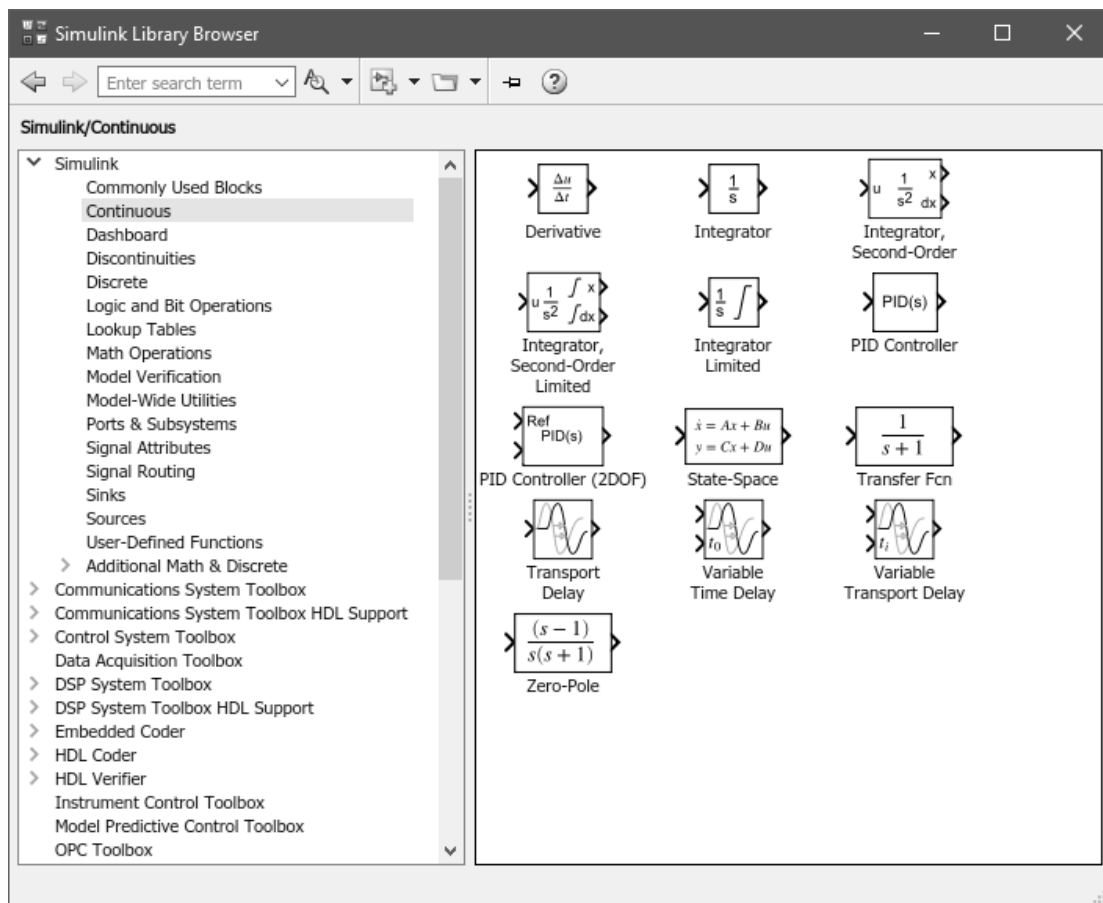 Simulink Library Browser
Enter search term
Simulink/Continuous
Simulink
Commonly Used Blocks
Continuous
Dashboard
Discontinuities
Discrete
Logic and Bit Operations
Lookup Tables
Math Operations
Model Verification
Model-Wide Utilities
Ports & Subsystems
Signal Attributes
Signal Routing
Sinks
Sources
User-Defined Functions
Additional Math & Discrete
Communications System Toolbox
Communications System Toolbox HDL Support
Control System Toolbox
Data Acquisition Toolbox
DSP System Toolbox
DSP System Toolbox HDL Support
Embedded Coder
HDL Coder
HDL Verifier
Instrument Control Toolbox
Model Predictive Control Toolbox
OPC Toolbox
Δu
Δt
Derivative
1
s
Integrator
u 1 x
s2 dx
Integrator,
Second-Order
u 1 ∫ x
s2 ∫dx
Integrator,
Second-Order
Limited
1 ∫
s
Integrator
Limited
PID(s)
PID Controller
Ref
PID(s)
PID Controller (2DOF)
ẋ = Ax + Bu
y = Cx + Du
State-Space
1
s + 1
Transfer Fcn
Transport
Delay
t0
Variable
Time Delay
ti
Variable
Transport Delay
(s − 1)
s(s + 1)
Zero-Pole